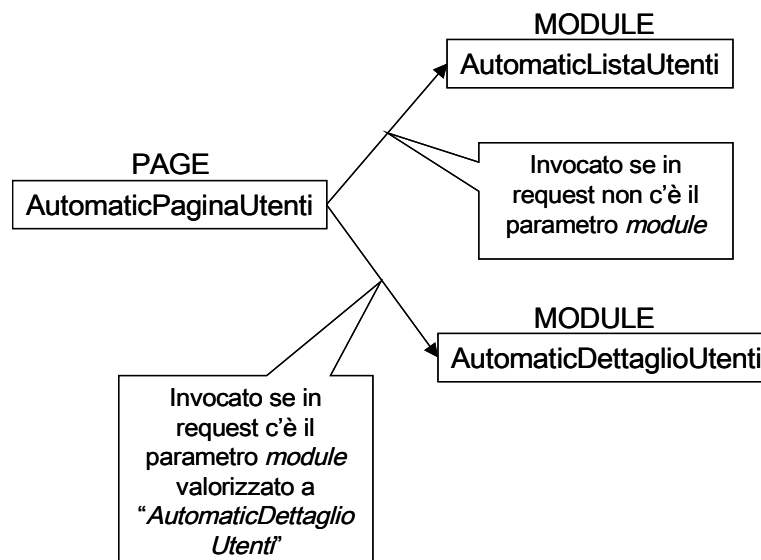 MODULE
AutomaticListaUtenti
PAGE
AutomaticPaginaUtenti
Invocato se in
request non c'è il
parametro module
MODULE
AutomaticDettaglioUtenti
Invocato se in
request c'è il
parametro module
valorizzato a
“AutomaticDettaglio
Utenti”